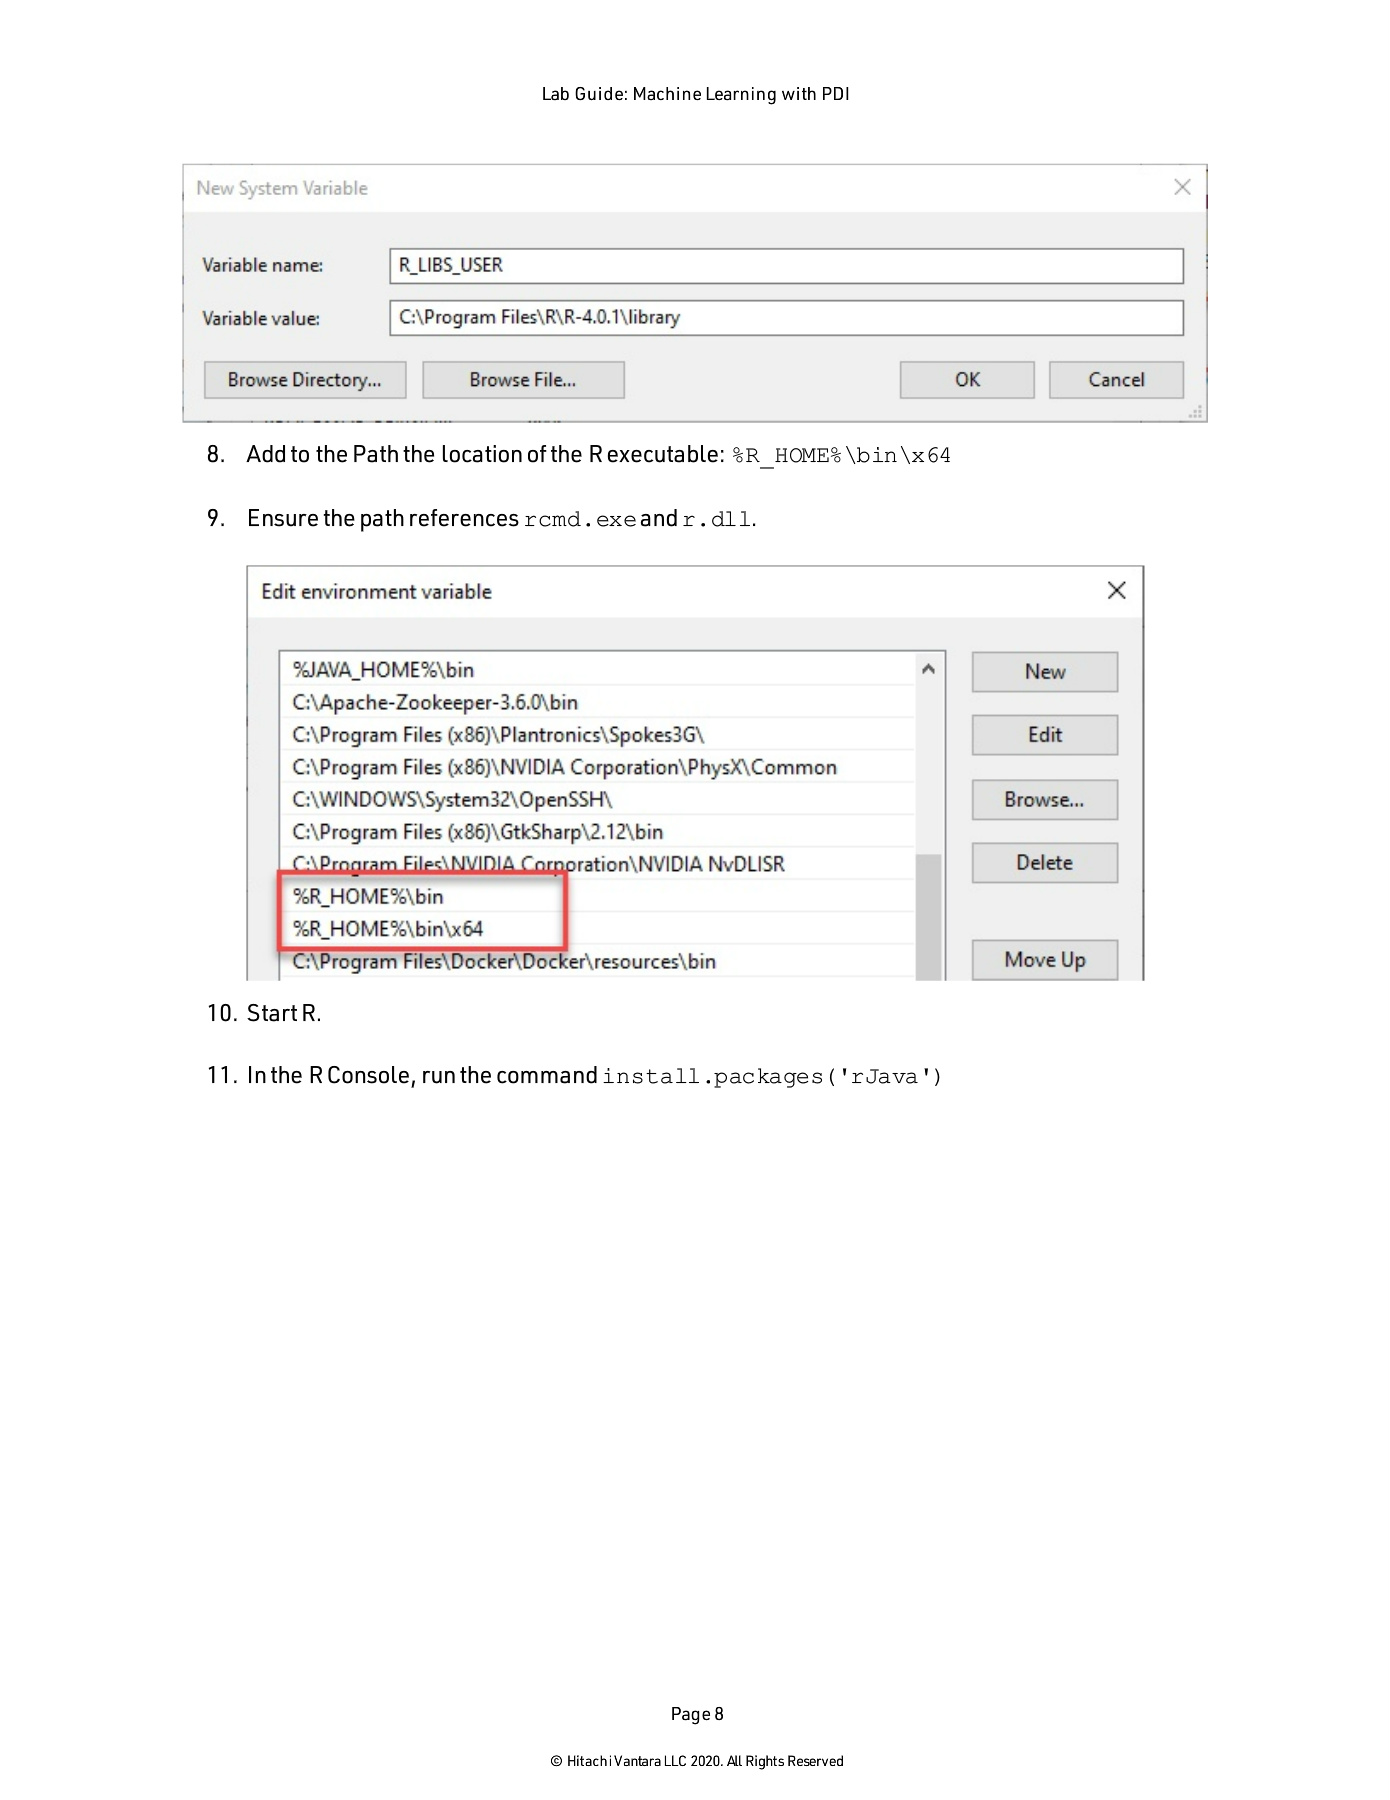 Lab Guide: Machine Learning with PDI
New System Variable
Variable name: R_LIBS_USER
Variable value: C:\Program Files\R\R-4.0.1\library
Browse Directory... Browse File... OK Cancel
8. Add to the Path the location of the R executable: %R_HOME%\bin\x64
9. Ensure the path references rcmd.exe and r.dll.
Edit environment variable
%JAVA_HOME%\bin
New
C:\Apache-Zookeeper-3.6.0\bin
C:\Program Files (x86)\Plantronics\Spokes3G\
Edit
C:\Program Files (x86)\NVIDIA Corporation\PhysX\Common
C:\WINDOWS\System32\OpenSSH\
Browse...
C:\Program Files (x86)\GtkSharp\2.12\bin
C:\Program Files\NVIDIA Corporation\NVIDIA NvDLISR
Delete
%R_HOME%\bin
%R_HOME%\bin\x64
C:\Program Files\Docker\Docker\resources\bin
Move Up
10. Start R.
11. In the R Console, run the command install.packages('rJava')
Page 8
© Hitachi Vantara LLC 2020. All Rights Reserved